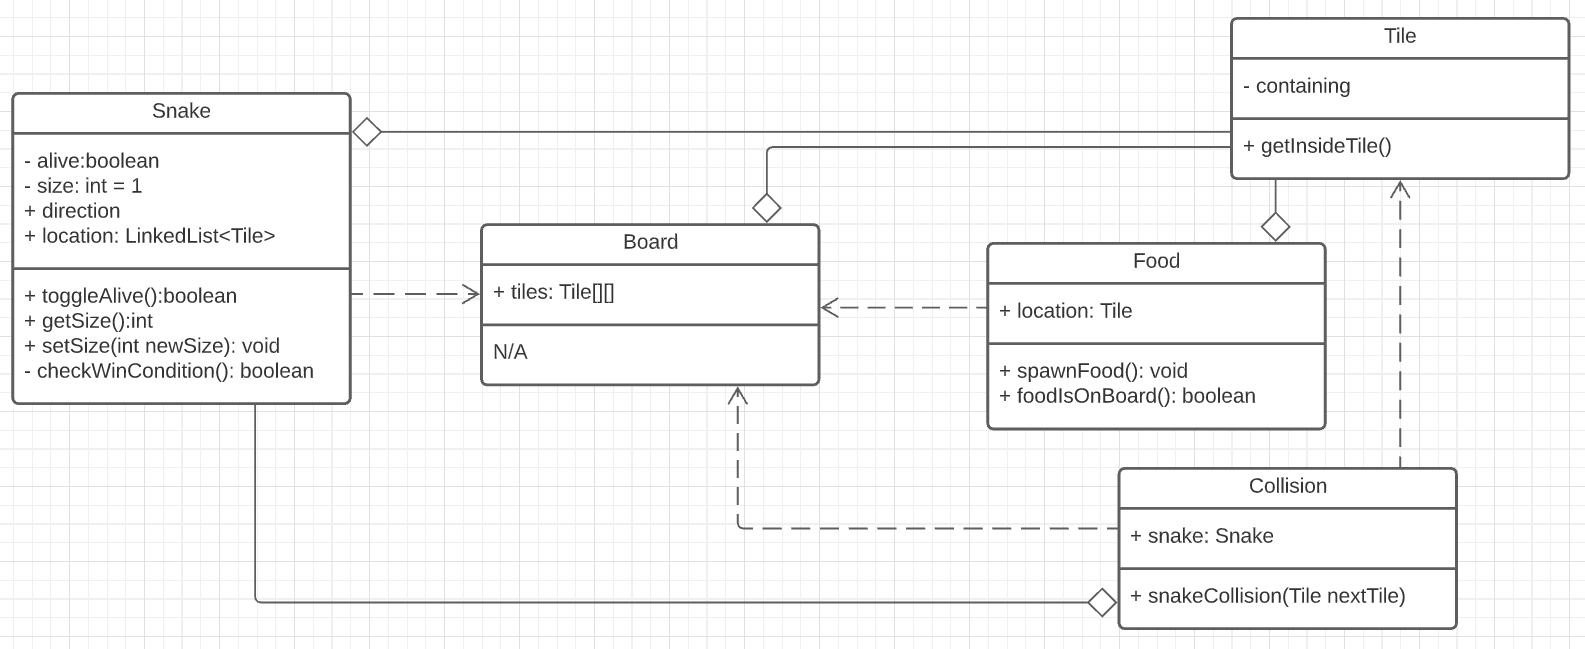 Tile
- containing
+ getInsideTile()
Snake
- alive:boolean
- size: int = 1
+ direction
+ location: LinkedList<Tile>
+ toggleAlive():boolean
+ getSize():int
+ setSize(int newSize): void
- checkWinCondition(): boolean
Board
+ tiles: Tile[][]
N/A
Food
+ location: Tile
+ spawnFood(): void
+ foodIsOnBoard(): boolean
Collision
+ snake: Snake
+ snakeCollision(Tile nextTile)